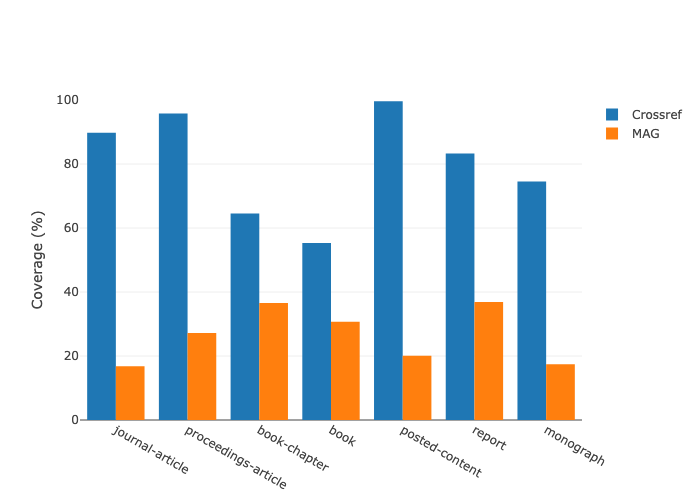 100
80
60
40
20
0
Coverage (%)
journal-article
proceedings-article
book-chapter
book
posted-content
report
monograph
Crossref
MAG